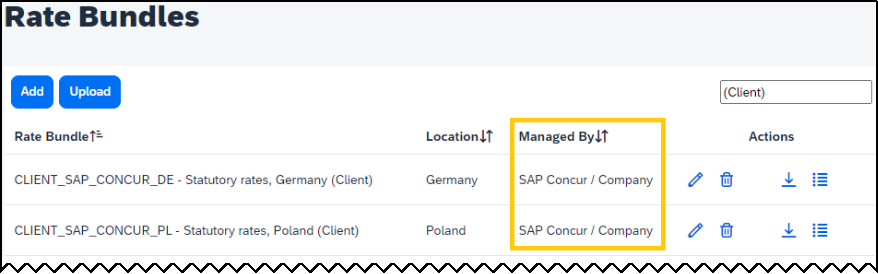 Rate Bundles
Add Upload (Client)
Rate Bundle Location Managed By Actions
CLIENT_SAP_CONCUR_DE - Statutory rates, Germany (Client) Germany SAP Concur / Company
CLIENT_SAP_CONCUR_PL - Statutory rates, Poland (Client) Poland SAP Concur / Company